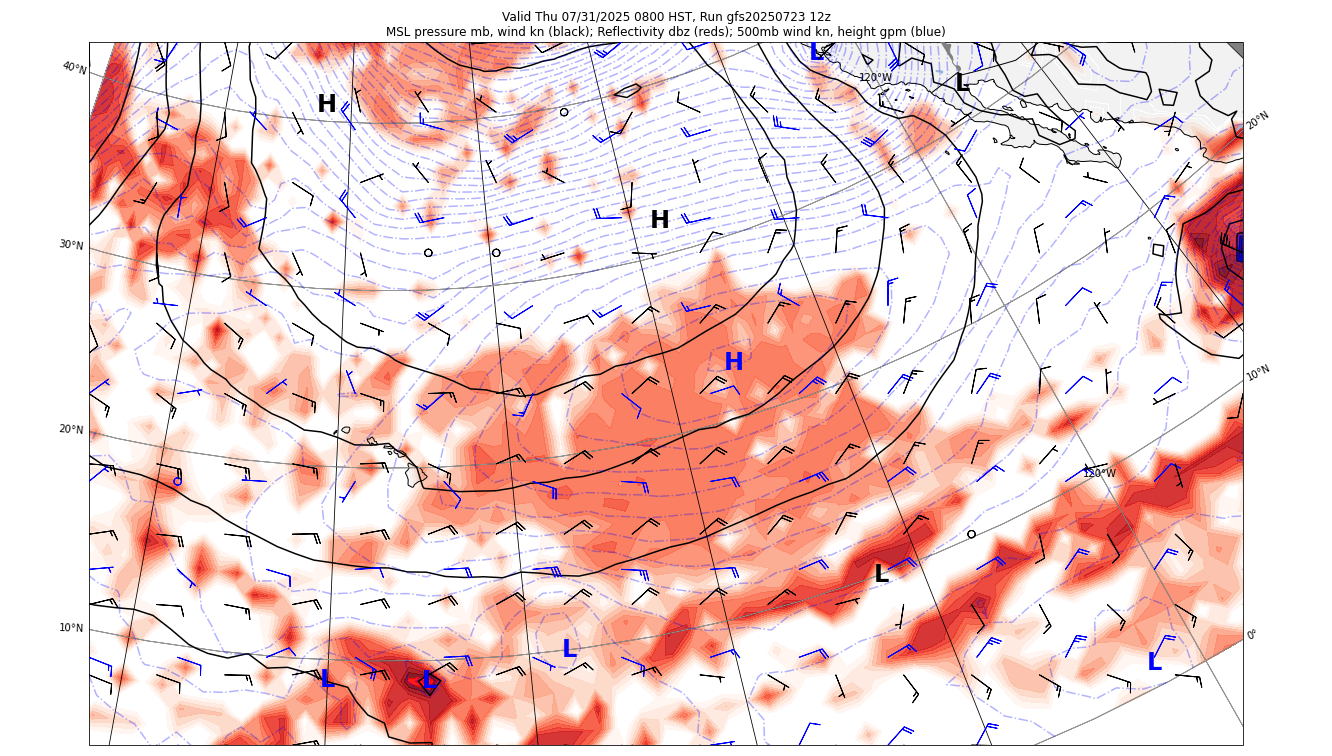 Valid Thu 07/31/2025 0800 HST, Run gfs20250723 12z
MSL pressure mb, wind kn (black); Reflectivity dbz (reds); 500mb wind kn, height gpm (blue)
L
40°N
120°W
L
H
20°N
H
30°N
H
10°N
20°N
120°W
L
10°N
0°
L
L
L
L